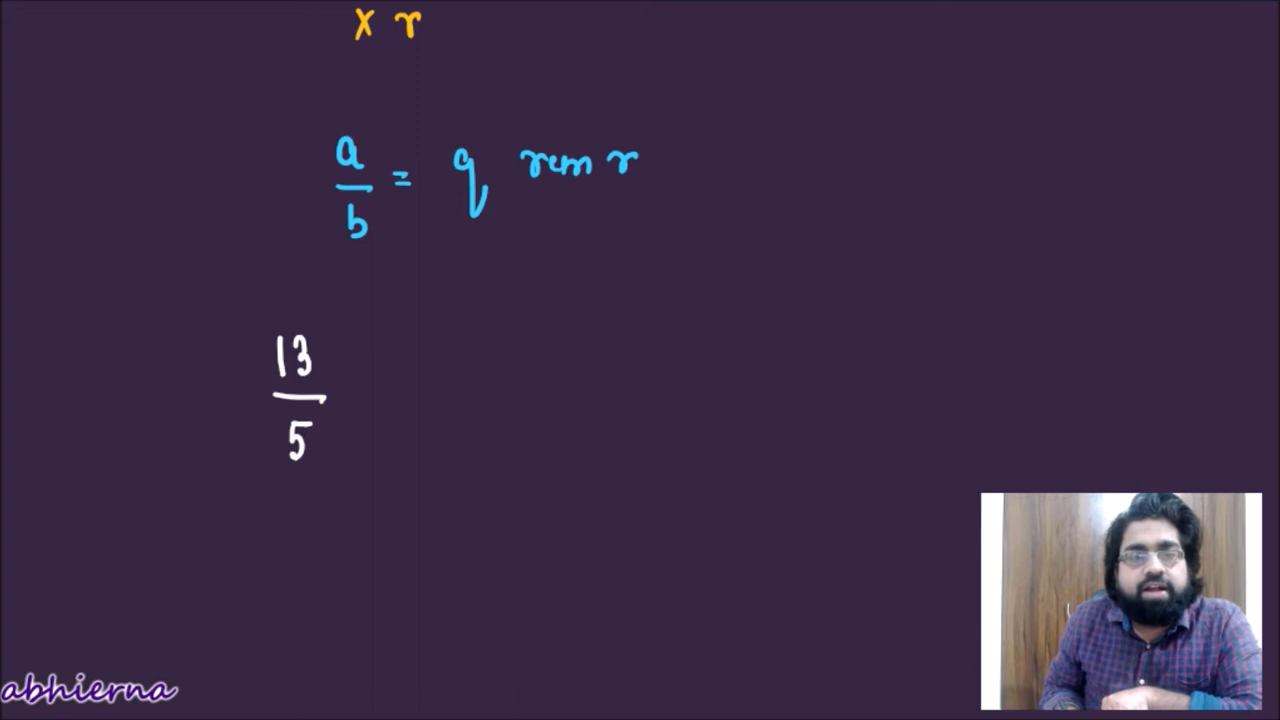 x r
a
b
= q rem r
13
5
abhierna